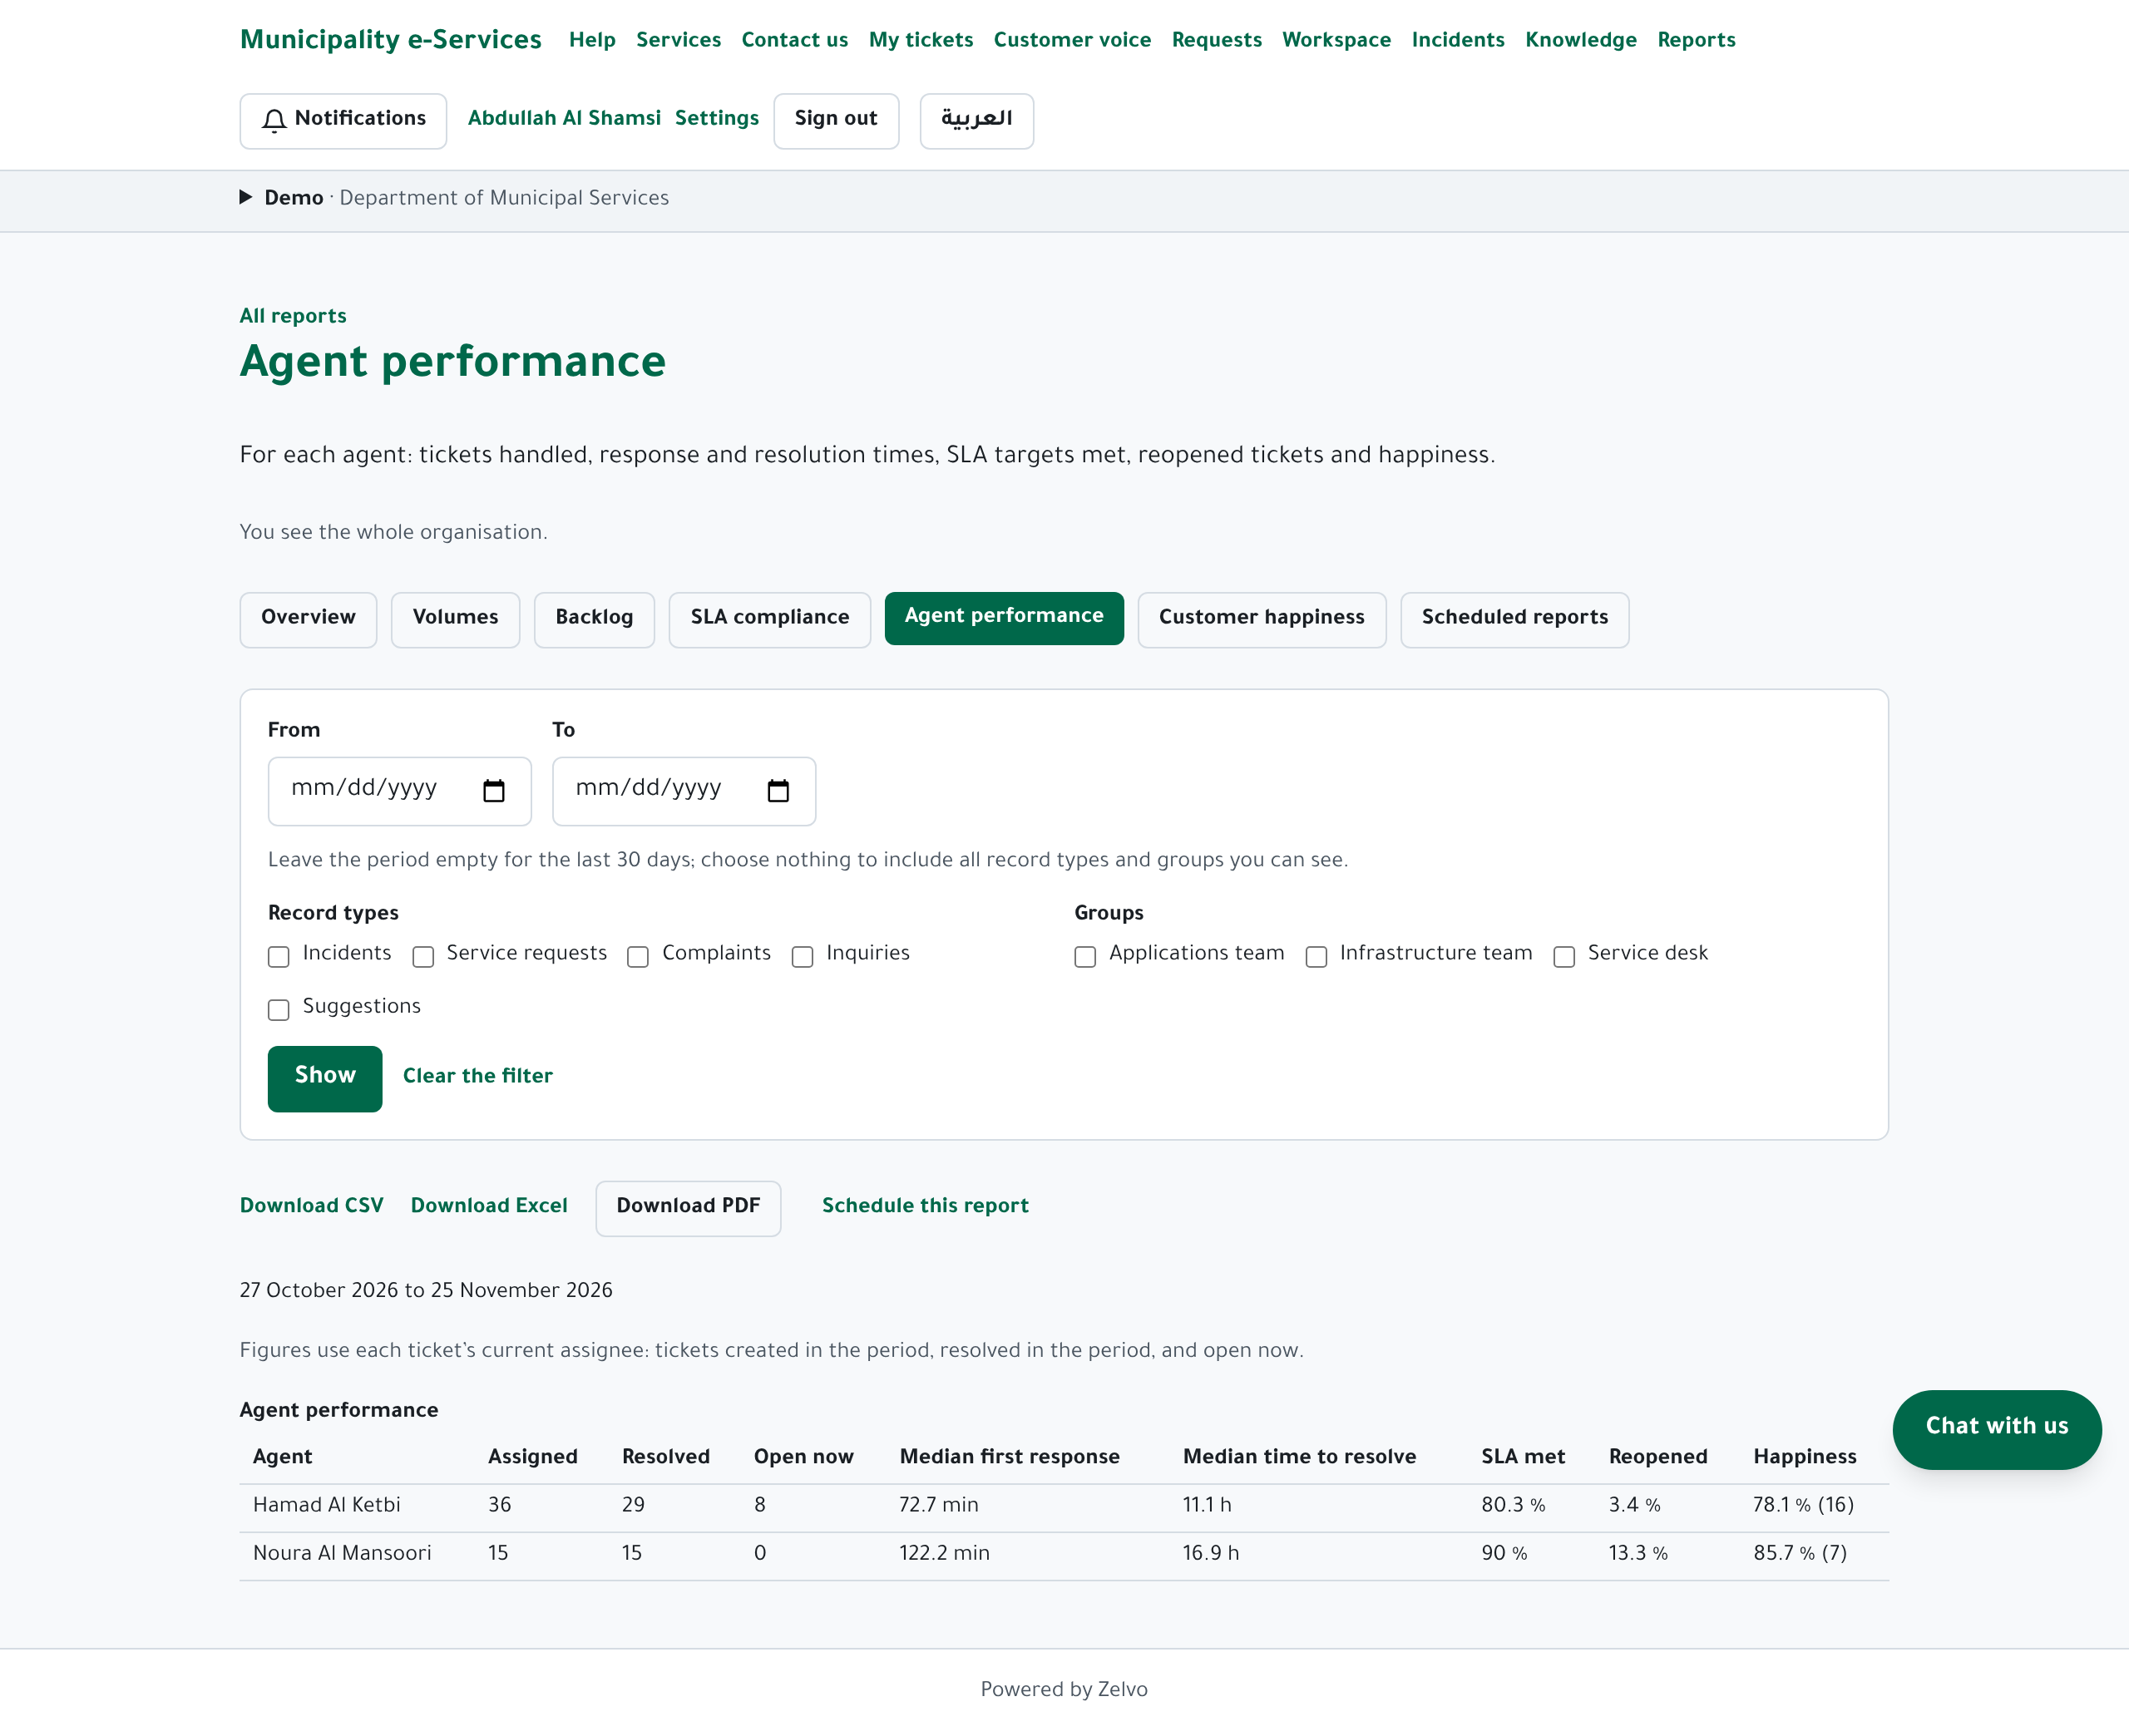 Municipality e-Services Help Services Contact us My tickets Customer voice Requests Workspace Incidents Knowledge Reports
Notifications Abdullah Al Shamsi Settings Sign out العربية
Demo · Department of Municipal Services
All reports
Agent performance
For each agent: tickets handled, response and resolution times, SLA targets met, reopened tickets and happiness.
You see the whole organisation.
Overview Volumes Backlog SLA compliance Agent performance Customer happiness Scheduled reports
From To
mm/dd/yyyy mm/dd/yyyy
Leave the period empty for the last 30 days; choose nothing to include all record types and groups you can see.
Record types Groups
Incidents Service requests Complaints Inquiries Applications team Infrastructure team Service desk
Suggestions
Show Clear the filter
Download CSV Download Excel Download PDF Schedule this report
27 October 2026 to 25 November 2026
Figures use each ticket’s current assignee: tickets created in the period, resolved in the period, and open now.
Agent performance
Chat with us
Agent Assigned Resolved Open now Median first response Median time to resolve SLA met Reopened Happiness
Hamad Al Ketbi 36 29 8 72.7 min 11.1 h 80.3 % 3.4 % 78.1 % (16)
Noura Al Mansoori 15 15 0 122.2 min 16.9 h 90 % 13.3 % 85.7 % (7)
Powered by Zelvo